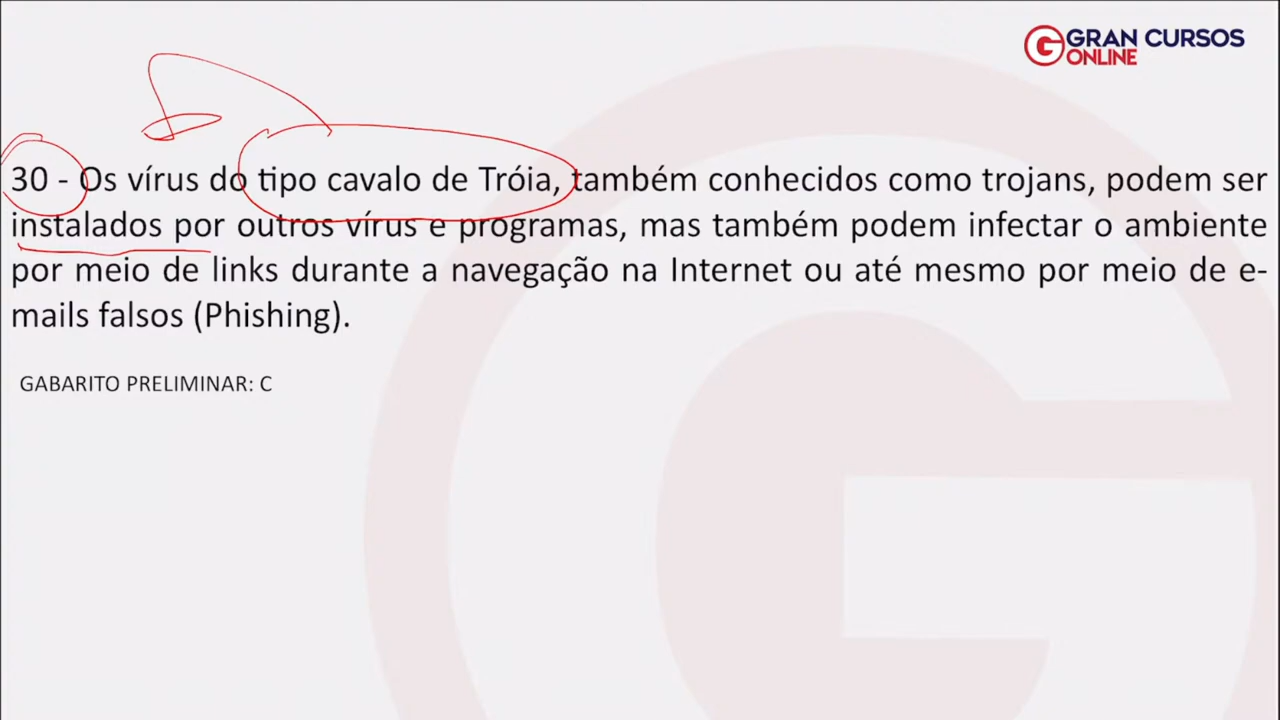 GRAN CURSOS
ONLINE
30 - Os vírus do tipo cavalo de Tróia, também conhecidos como trojans, podem ser
instalados por outros vírus e programas, mas também podem infectar o ambiente
por meio de links durante a navegação na Internet ou até mesmo por meio de e-
mails falsos (Phishing).
GABARITO PRELIMINAR: C